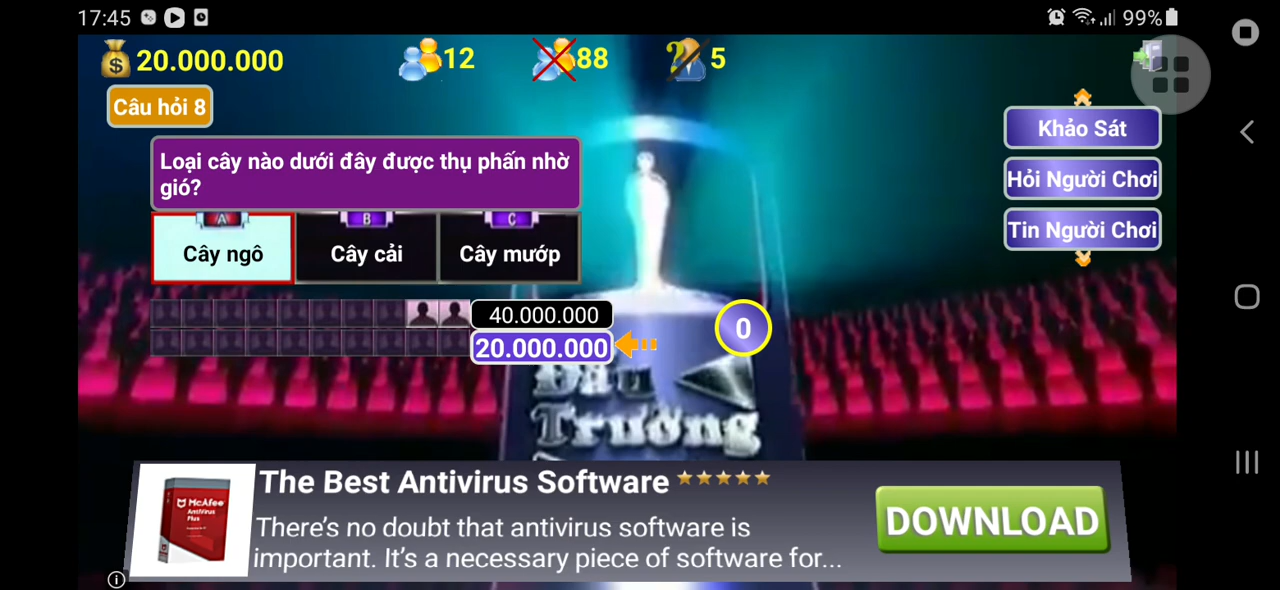 17:45
99%
20.000.000
12
88
5
Câu hỏi 8
Khảo Sát
Loại cây nào dưới đây được thụ phấn nhờ
gió?
Hỏi Người Chơi
A
B
C
Tin Người Chơi
Cây ngô
Cây cải
Cây mướp
40.000.000
0
20.000.000
Đấu
Trường
The Best Antivirus Software
McAfee
AntiVirus
Plus
There's no doubt that antivirus software is
important. It's a necessary piece of software for...
DOWNLOAD